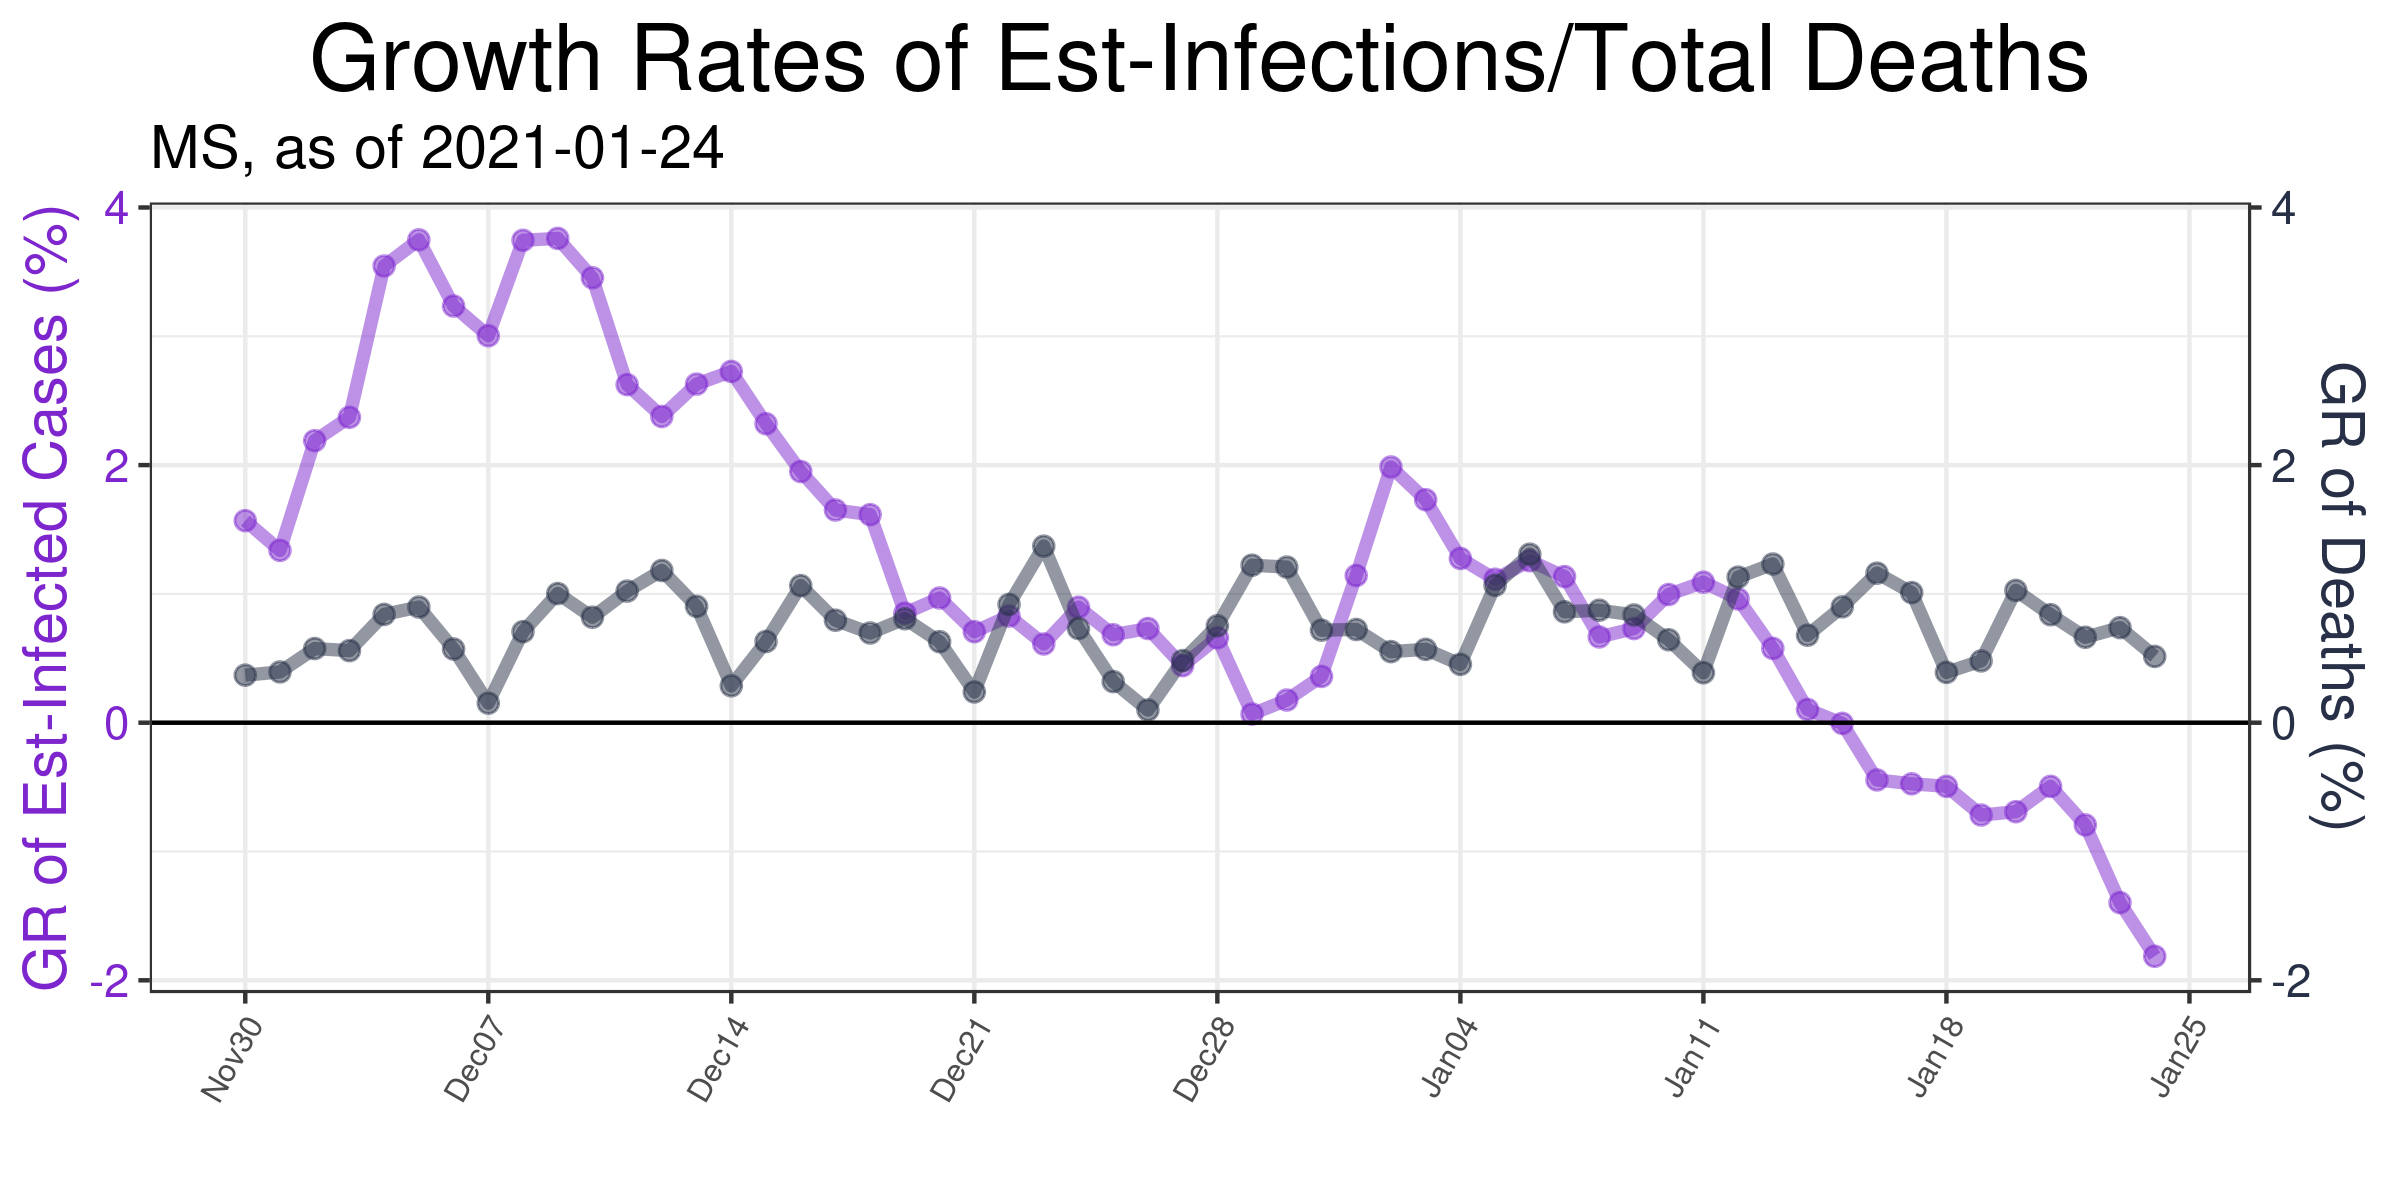 Growth Rates of Est-Infections/Total Deaths
MS, as of 2021-01-24
GR of Est-Infected Cases (%)
4
2
0
-2
4
2
0
-2
GR of Deaths (%)
Nov30
Dec07
Dec14
Dec21
Dec28
Jan04
Jan11
Jan18
Jan25